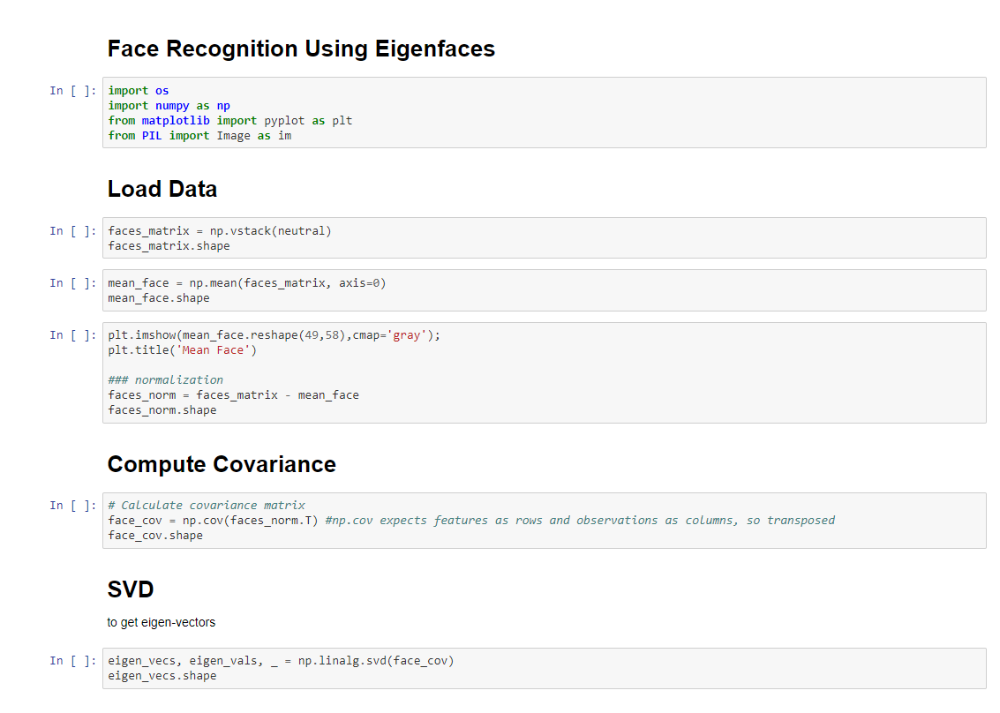 Face Recognition Using Eigenfaces
In [ ]: import os
import numpy as np
from matplotlib import pyplot as plt
from PIL import Image as im
Load Data
In [ ]: faces_matrix = np.vstack(neutral)
faces_matrix.shape
In [ ]: mean_face = np.mean(faces_matrix, axis=0)
mean_face.shape
In [ ]: plt.imshow(mean_face.reshape(49,58),cmap='gray');
plt.title('Mean Face')
### normalization
faces_norm = faces_matrix - mean_face
faces_norm.shape
Compute Covariance
In [ ]: # Calculate covariance matrix
face_cov = np.cov(faces_norm.T) #np.cov expects features as rows and observations as columns, so transposed
face_cov.shape
SVD
to get eigen-vectors
In [ ]: eigen_vecs, eigen_vals, _ = np.linalg.svd(face_cov)
eigen_vecs.shape